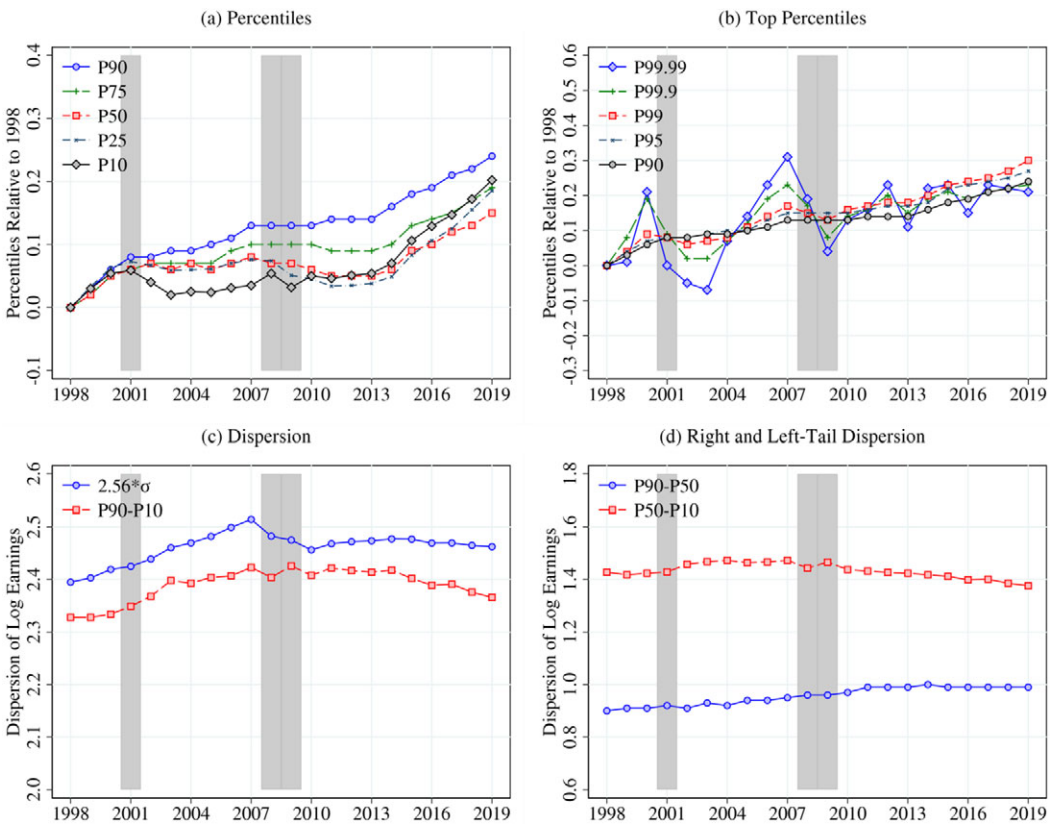 (a) Percentiles
Percentiles Relative to 1998
0.4
0.3
0.2
0.1
0.0
-0.1
P90
P75
P50
P25
P10
1998 2001 2004 2007 2010 2013 2016 2019
(b) Top Percentiles
Percentiles Relative to 1998
0.6
0.5
0.4
0.3
0.2
0.1
0.0
-0.1
-0.2
-0.3
P99.99
P99.9
P99
P95
P90
1998 2001 2004 2007 2010 2013 2016 2019
(c) Dispersion
Dispersion of Log Earnings
2.6
2.5
2.4
2.3
2.2
2.1
2.0
2.56*σ
P90-P10
1998 2001 2004 2007 2010 2013 2016 2019
(d) Right and Left-Tail Dispersion
Dispersion of Log Earnings
1.8
1.6
1.4
1.2
1.0
0.8
0.6
P90-P50
P50-P10
1998 2001 2004 2007 2010 2013 2016 2019